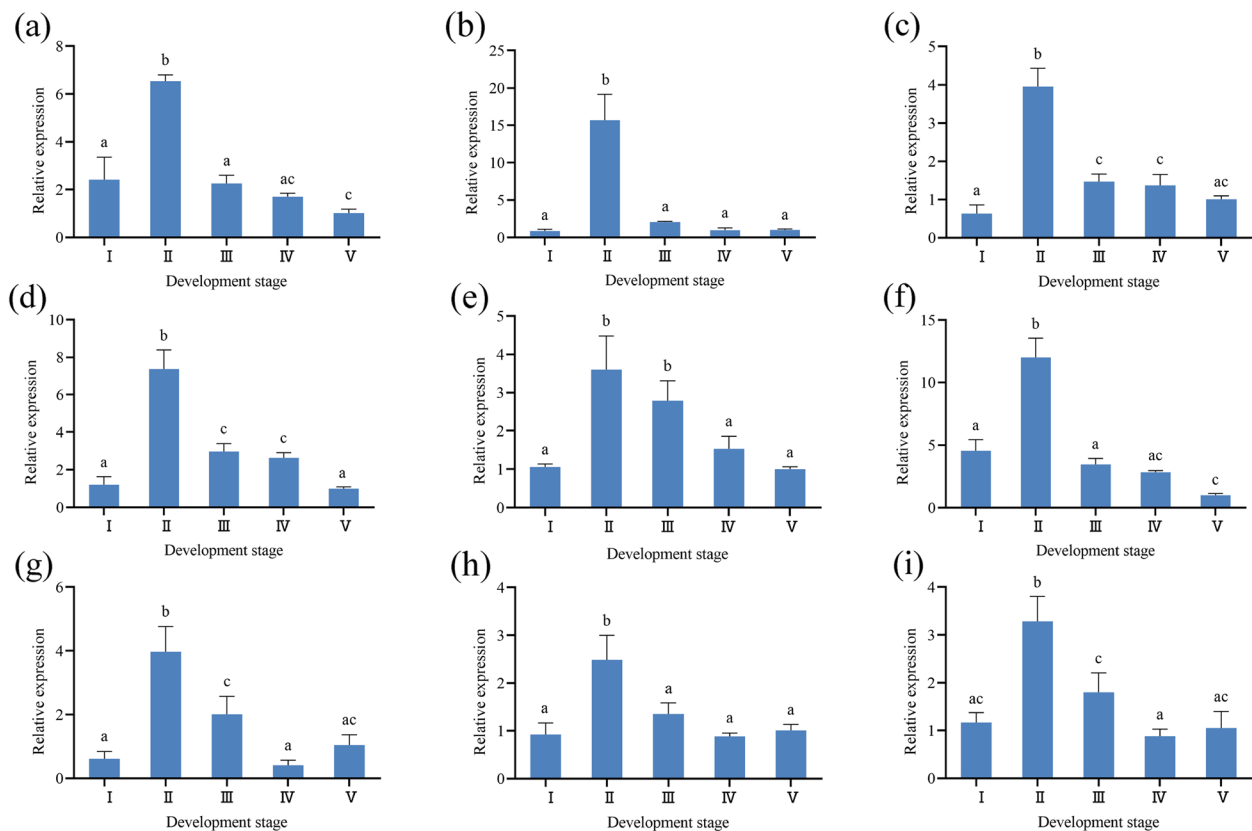 (a)
Relative expression
8
6
4
2
0
a
b
a
ac
c
Ⅰ Ⅱ Ⅲ Ⅳ Ⅴ
Development stage
(b)
Relative expression
25
20
15
10
5
0
a
b
a
a
a
Ⅰ Ⅱ Ⅲ Ⅳ Ⅴ
Development stage
(c)
Relative expression
5
4
3
2
1
0
a
b
c
c
ac
Ⅰ Ⅱ Ⅲ Ⅳ Ⅴ
Development stage
(d)
Relative expression
10
8
6
4
2
0
a
b
c
c
a
Ⅰ Ⅱ Ⅲ Ⅳ Ⅴ
Development stage
(e)
Relative expression
5
4
3
2
1
0
a
b
b
a
a
Ⅰ Ⅱ Ⅲ Ⅳ Ⅴ
Development stage
(f)
Relative expression
15
10
5
0
a
b
a
ac
c
Ⅰ Ⅱ Ⅲ Ⅳ Ⅴ
Development stage
(g)
Relative expression
6
4
2
0
a
b
c
a
ac
Ⅰ Ⅱ Ⅲ Ⅳ Ⅴ
Development stage
(h)
Relative expression
4
3
2
1
0
a
b
a
a
a
Ⅰ Ⅱ Ⅲ Ⅳ Ⅴ
Development stage
(i)
Relative expression
4
3
2
1
0
ac
b
c
a
ac
Ⅰ Ⅱ Ⅲ Ⅳ Ⅴ
Development stage